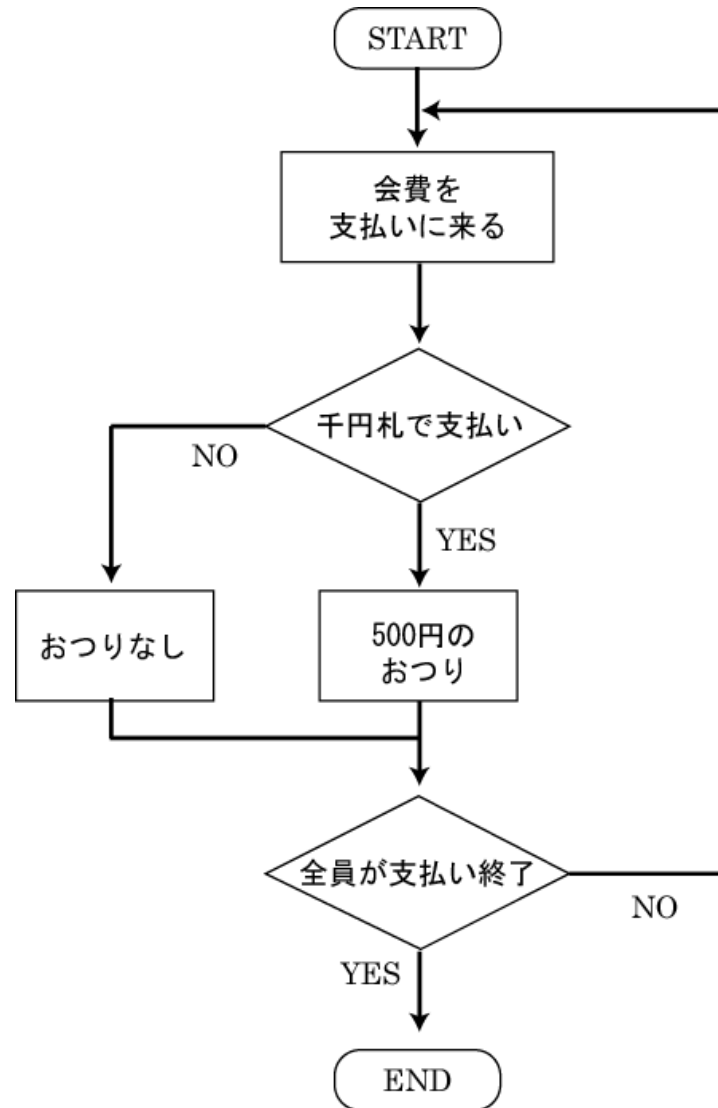 START
会費を
支払いに来る
千円札で支払い
NO
YES
おつりなし
500円の
おつり
全員が支払い終了
NO
YES
END